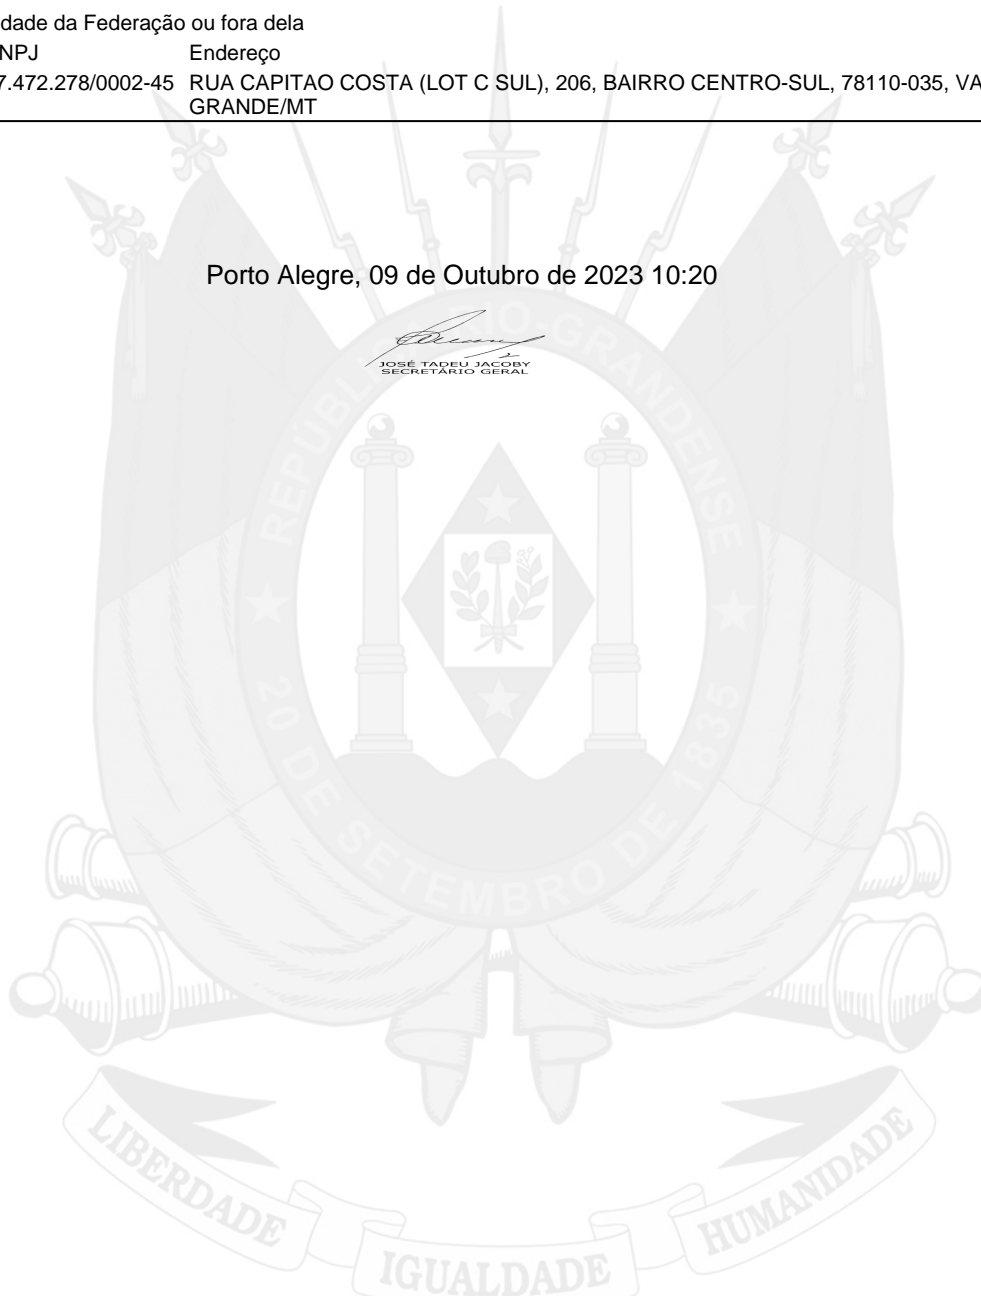 dade da Federação ou fora dela
NPJ Endereço
7.472.278/0002-45 RUA CAPITAO COSTA (LOT C SUL), 206, BAIRRO CENTRO-SUL, 78110-035, VA
GRANDE/MT
Porto Alegre, 09 de Outubro de 2023 10:20
JOSÉ TADEU JACOBY
SECRETÁRIO GERAL
REPÚBLICA RIO-GRANDENSE
20 DE SETEMBRO DE 1835
LIBERDADE
IGUALDADE
HUMANIDADE